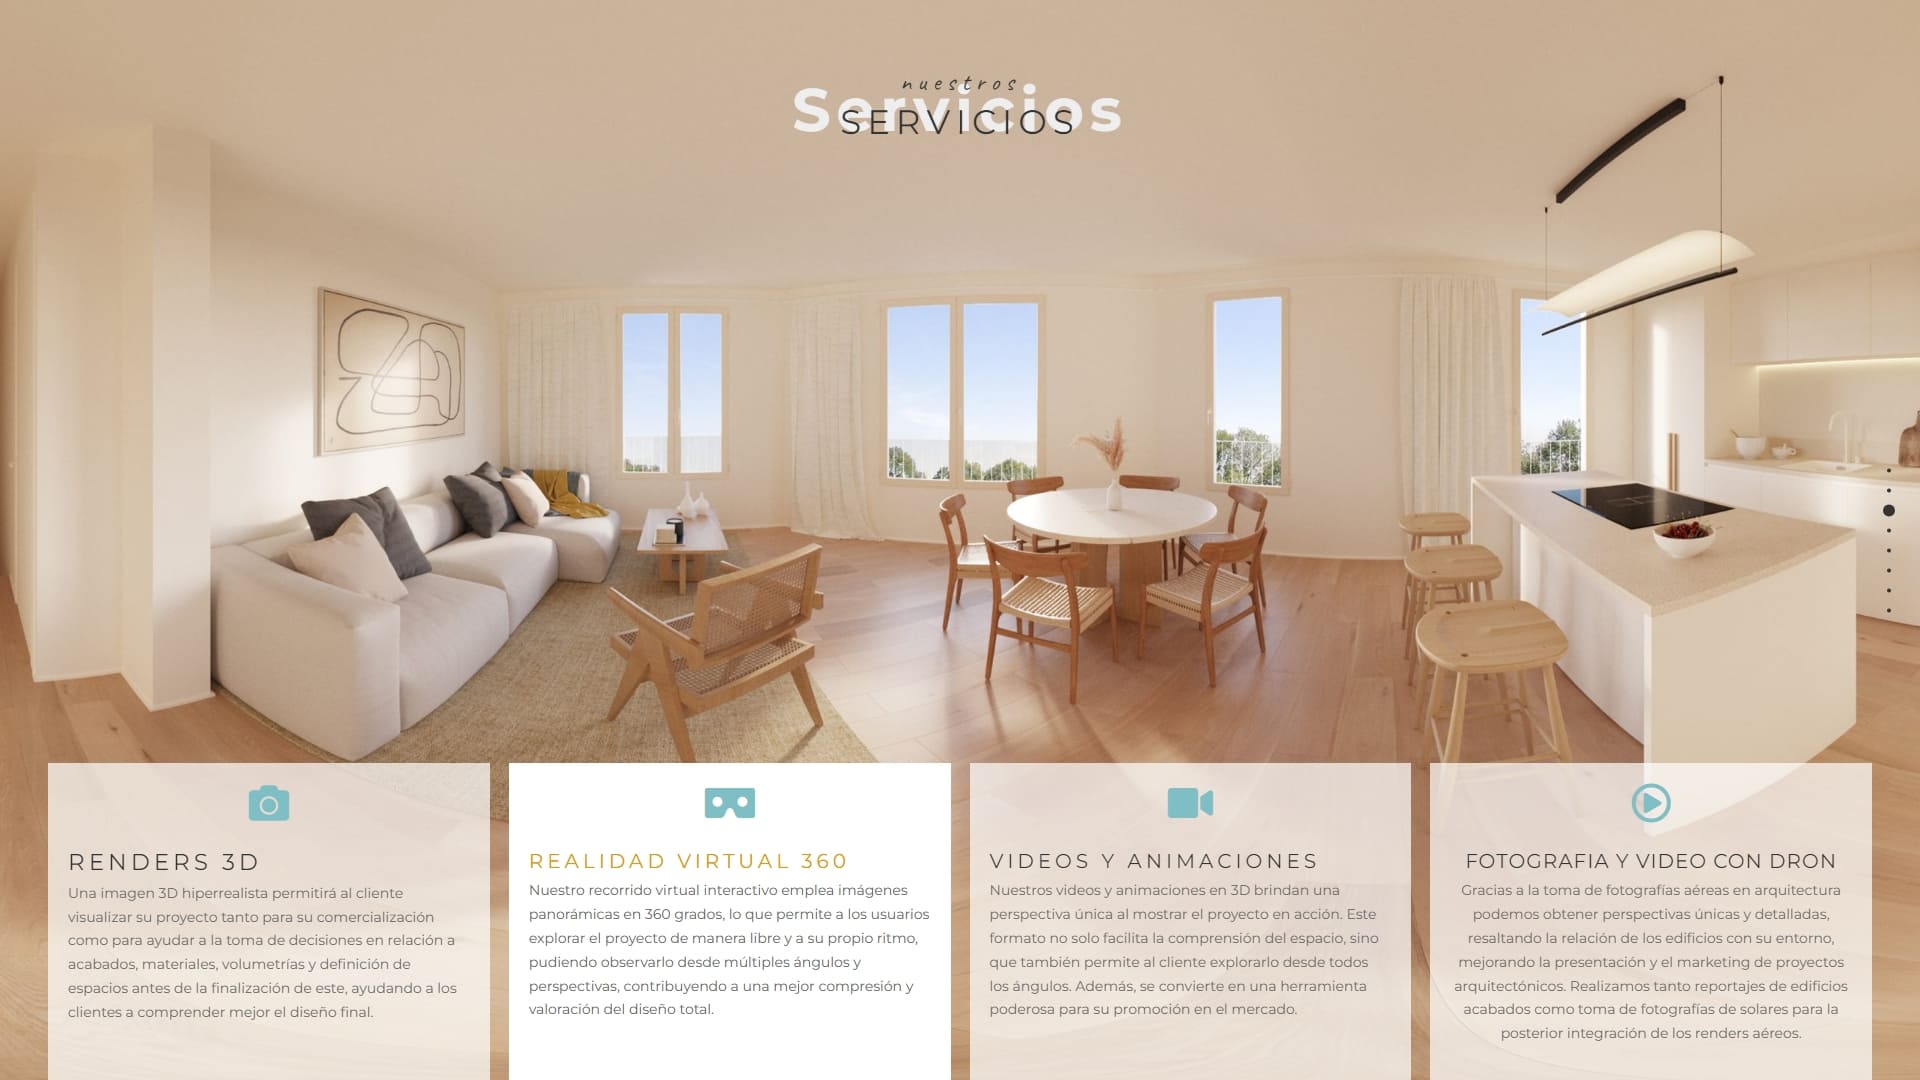 nuestros
Servicios
SERVICIOS
RENDERS 3D
Una imagen 3D hiperrealista permitirá al cliente
visualizar su proyecto tanto para su comercialización
como para ayudar a la toma de decisiones en relación a
acabados, materiales, volumetrías y definición de
espacios antes de la finalización de este, ayudando a los
clientes a comprender mejor el diseño final.
REALIDAD VIRTUAL 360
Nuestro recorrido virtual interactivo emplea imágenes
panorámicas en 360 grados, lo que permite a los usuarios
explorar el proyecto de manera libre y a su propio ritmo,
pudiendo observarlo desde múltiples ángulos y
perspectivas, contribuyendo a una mejor compresión y
valoración del diseño total.
VIDEOS Y ANIMACIONES
Nuestros videos y animaciones en 3D brindan una
perspectiva única al mostrar el proyecto en acción. Este
formato no solo facilita la comprensión del espacio, sino
que también permite al cliente explorarlo desde todos
los ángulos. Además, se convierte en una herramienta
poderosa para su promoción en el mercado.
FOTOGRAFIA Y VIDEO CON DRON
Gracias a la toma de fotografías aéreas en arquitectura
podemos obtener perspectivas únicas y detalladas,
resaltando la relación de los edificios con su entorno,
mejorando la presentación y el marketing de proyectos
arquitectónicos. Realizamos tanto reportajes de edificios
acabados como toma de fotografías de solares para la
posterior integración de los renders aéreos.